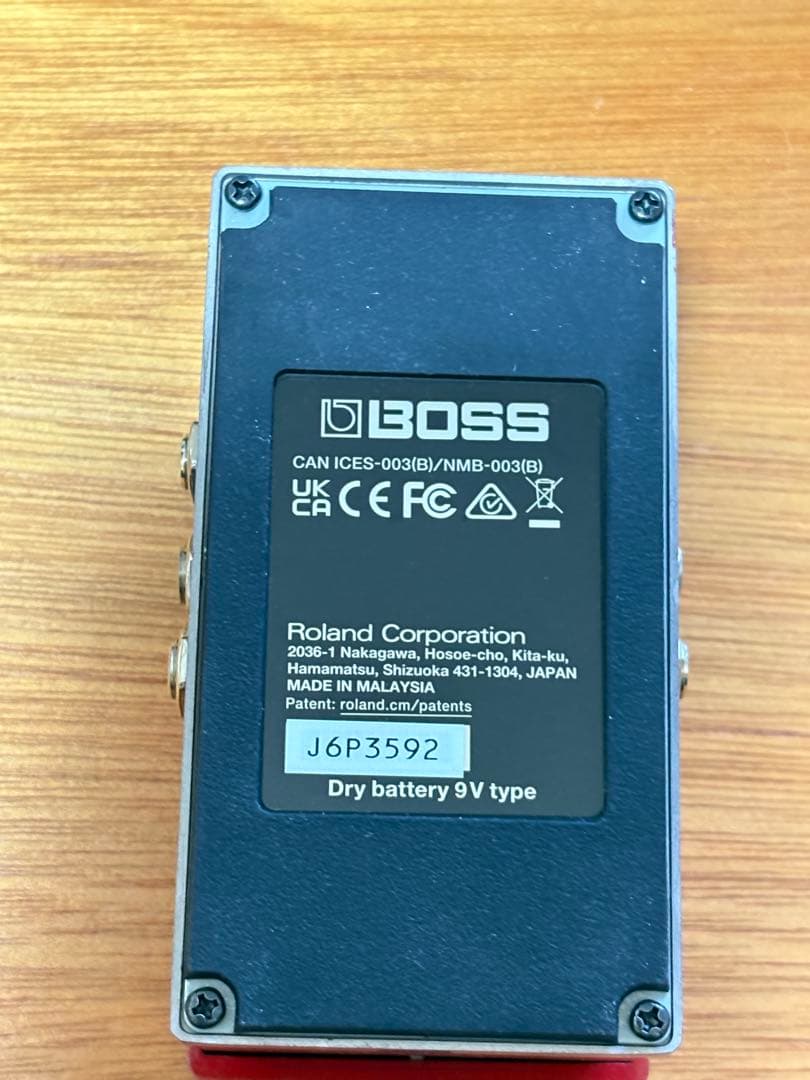 BOSS
CAN ICES-003(B)/NMB-003(B)
UK CA CE FC
Roland Corporation
2036-1 Nakagawa, Hosoe-cho, Kita-ku,
Hamamatsu, Shizuoka 431-1304, JAPAN
MADE IN MALAYSIA
Patent: roland.cm/patents
J6P3592
Dry battery 9V type